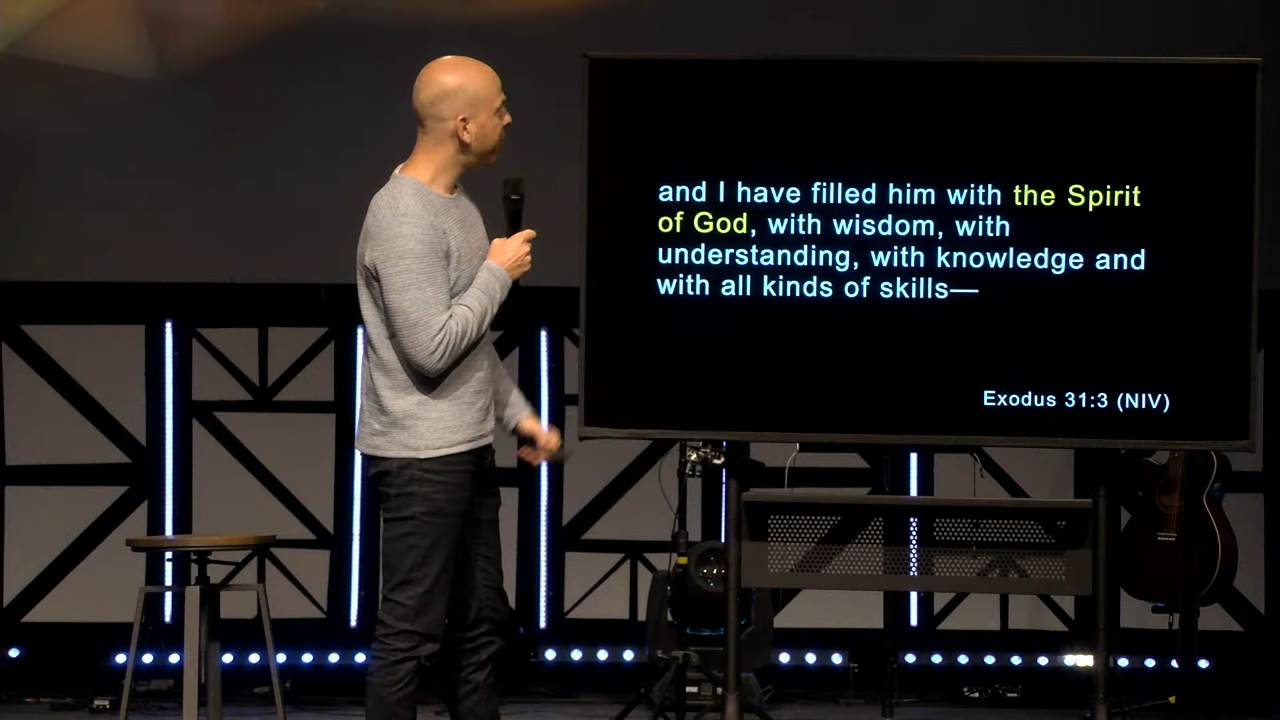 and I have filled him with the Spirit
of God, with wisdom, with
understanding, with knowledge and
with all kinds of skills—
Exodus 31:3 (NIV)